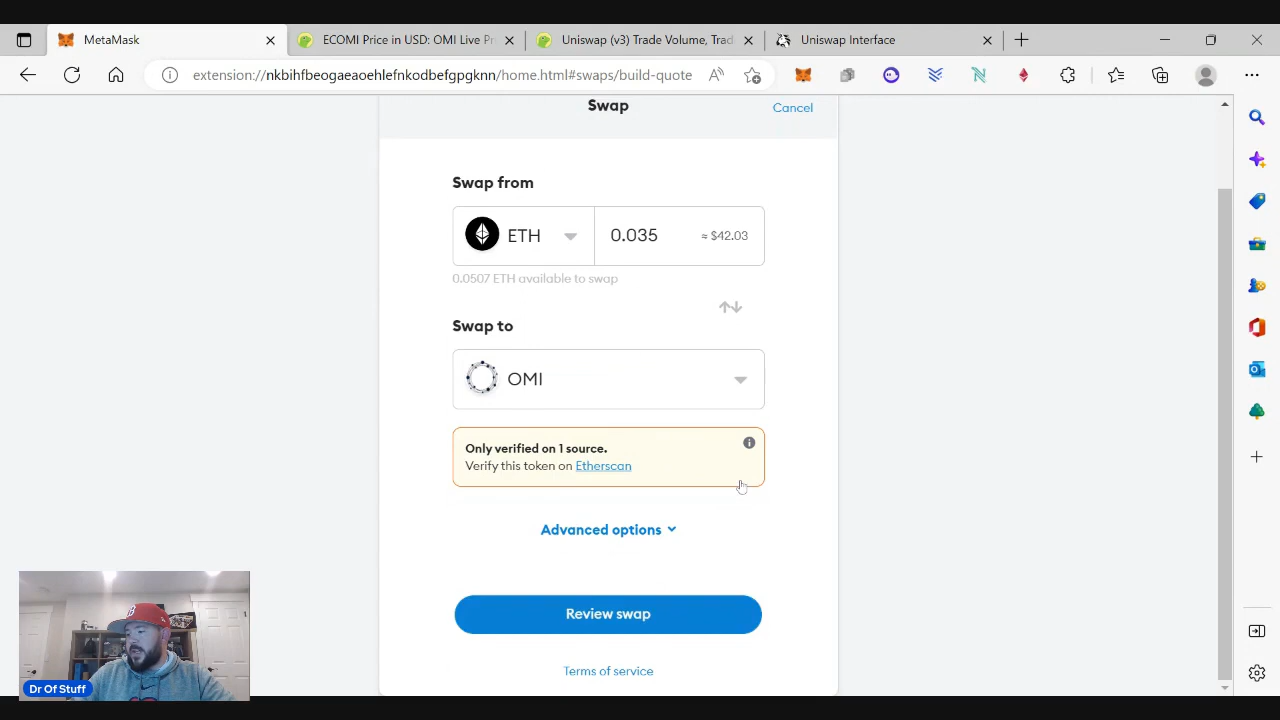 MetaMask
ECOMI Price in USD: OMI Live Pr
Uniswap (v3) Trade Volume, Trad
Uniswap Interface
extension://nkbihfbeogaeaoehlefnkodbefgpgknn/home.html#swaps/build-quote
Swap
Cancel
Swap from
ETH
0.035
≈ $42.03
0.0507 ETH available to swap
Swap to
OMI
Only verified on 1 source.
Verify this token on Etherscan
Advanced options
Review swap
Terms of service
Dr Of Stuff